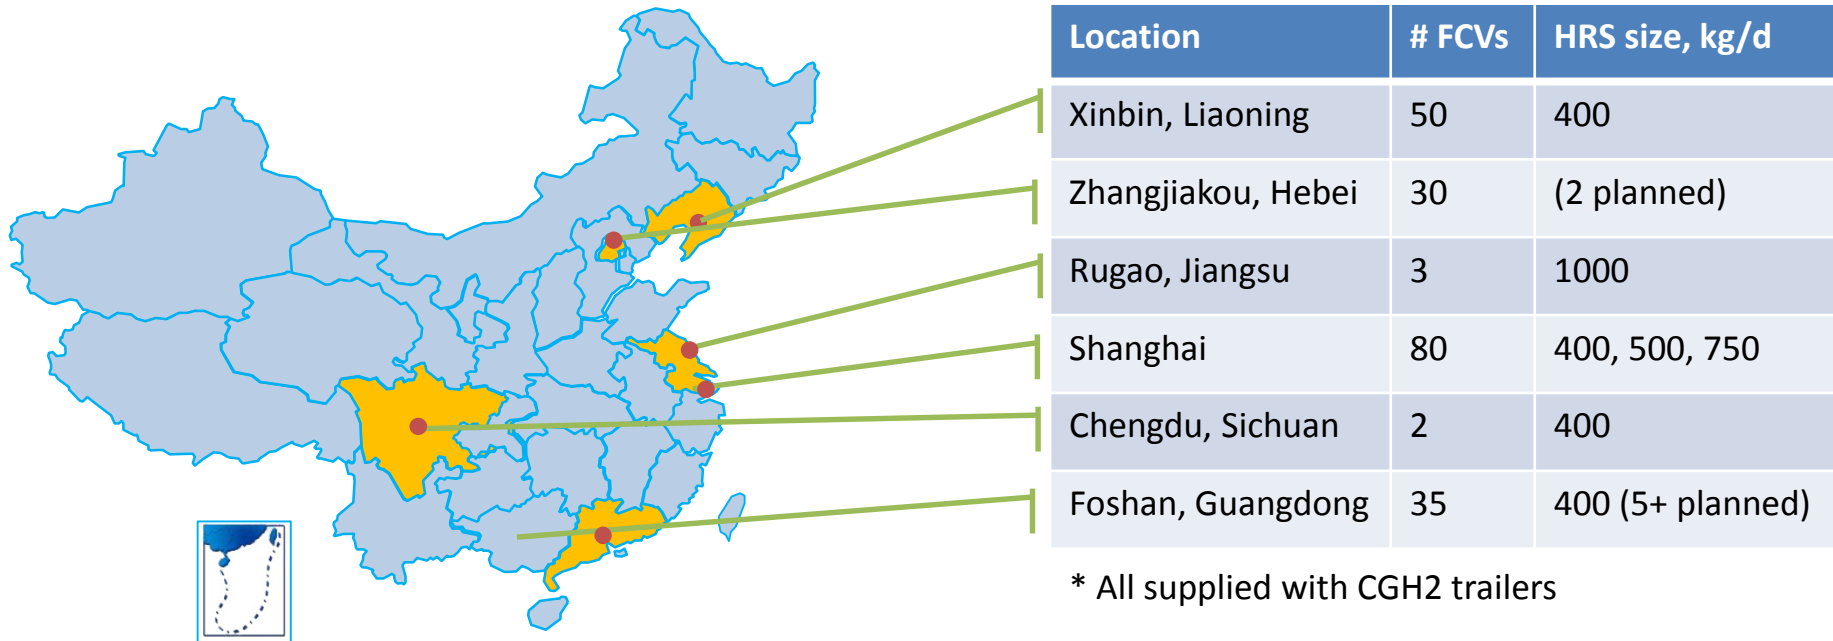 Location # FCVs HRS size, kg/d
Xinbin, Liaoning 50 400
Zhangjiakou, Hebei 30 (2 planned)
Rugao, Jiangsu 3 1000
Shanghai 80 400, 500, 750
Chengdu, Sichuan 2 400
Foshan, Guangdong 35 400 (5+ planned)
* All supplied with CGH2 trailers